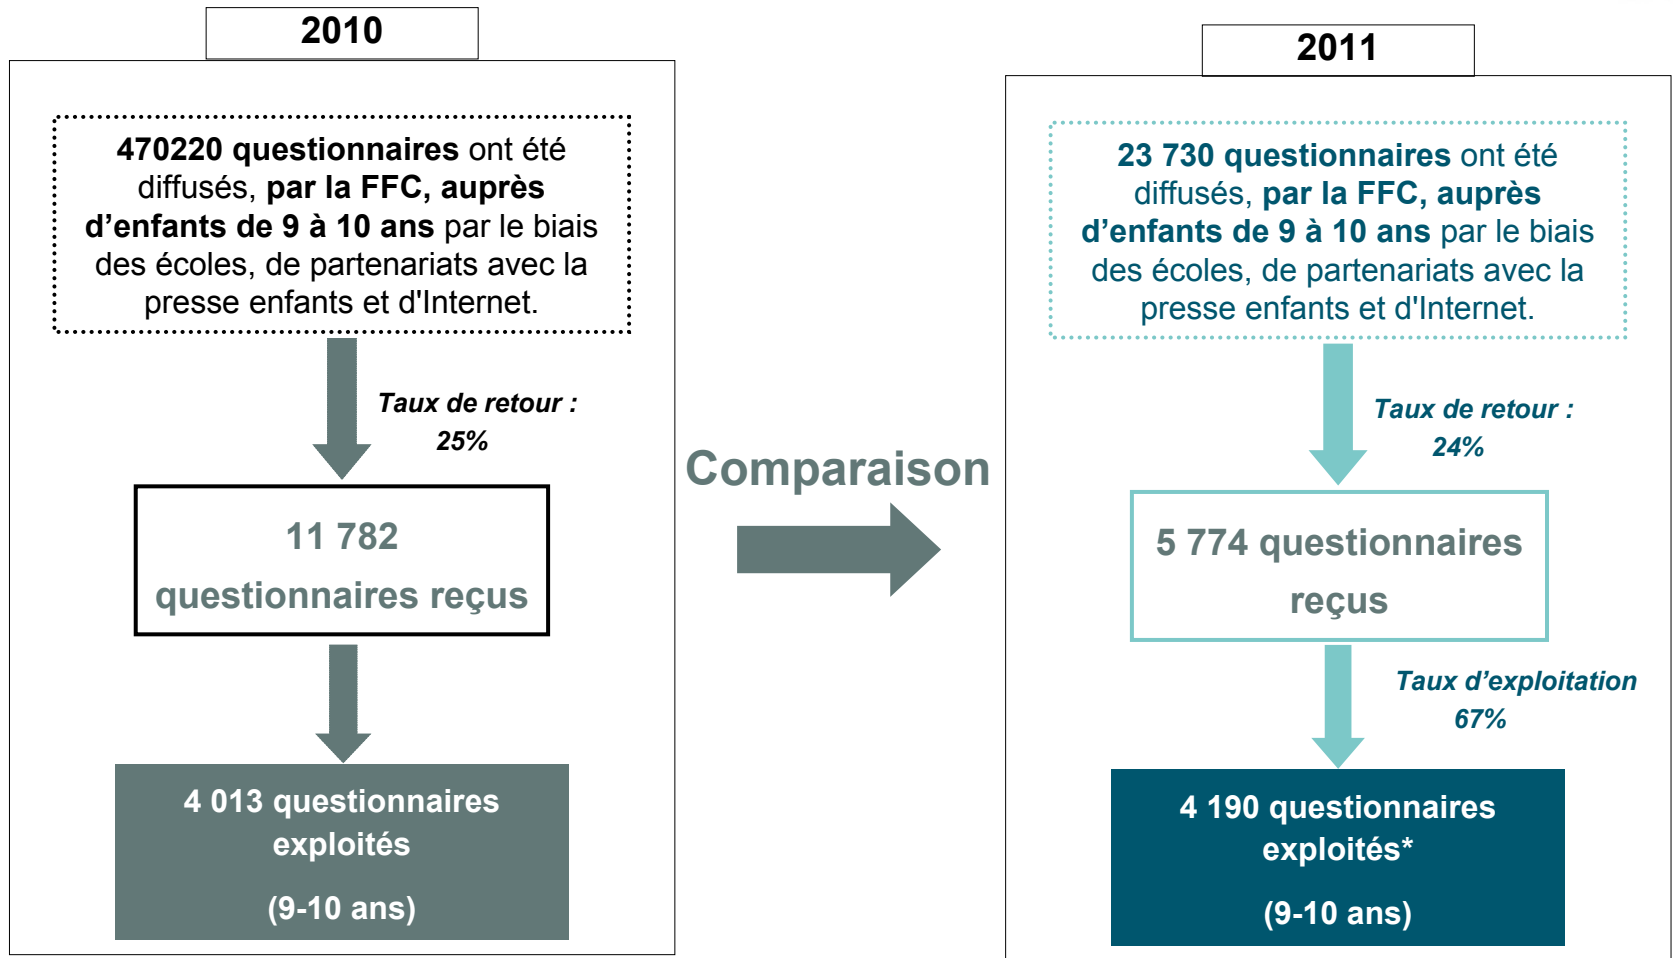 2010
470220 questionnaires ont été
diffusés, par la FFC, auprès
d’enfants de 9 à 10 ans par le biais
des écoles, de partenariats avec la
presse enfants et d'Internet.
Taux de retour :
25%
11 782
questionnaires reçus
4 013 questionnaires
exploités
(9-10 ans)
Comparaison
2011
23 730 questionnaires ont été
diffusés, par la FFC, auprès
d’enfants de 9 à 10 ans par le biais
des écoles, de partenariats avec la
presse enfants et d'Internet.
Taux de retour :
24%
5 774 questionnaires
reçus
Taux d’exploitation
67%
4 190 questionnaires
exploités*
(9-10 ans)